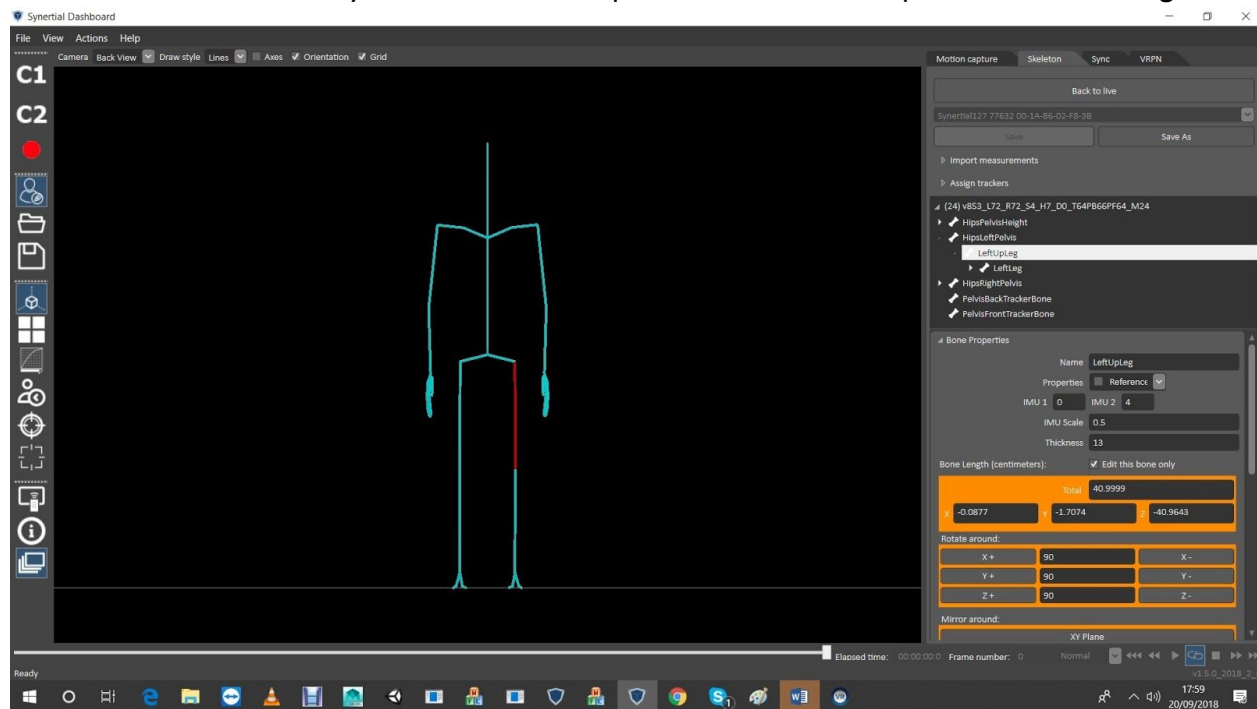 Synertial Dashboard
File View Actions Help
Camera Back View Draw style Lines Axes Orientation Grid
C1
C2
Motion capture Skeleton Sync VRPN
Back to live
Synertial127 77632 00-1A-B6-02-F8-3B
Save Save As
Import measurements
Assign trackers
(24) v853_L72_R72_S4_H7_D0_T64PB66PF64_M24
HipsPelvisHeight
HipsLeftPelvis
LeftUpLeg
LeftLeg
HipsRightPelvis
PelvisBackTrackerBone
PelvisFrontTrackerBone
Bone Properties
Name LeftUpLeg
Properties Reference
IMU 1 0 IMU 2 4
IMU Scale 0.5
Thickness 13
Bone Length (centimeters): Edit this bone only
Total 40.9999
X -0.0877 Y -1.7074 Z -40.9643
Rotate around:
X + 90 X -
Y + 90 Y -
Z + 90 Z -
Mirror around:
XY Plane
Elapsed time: 00:00:00:0 Frame number: 0 Normal
Ready
v1.5.0_2018_2_
17:59
20/09/2018